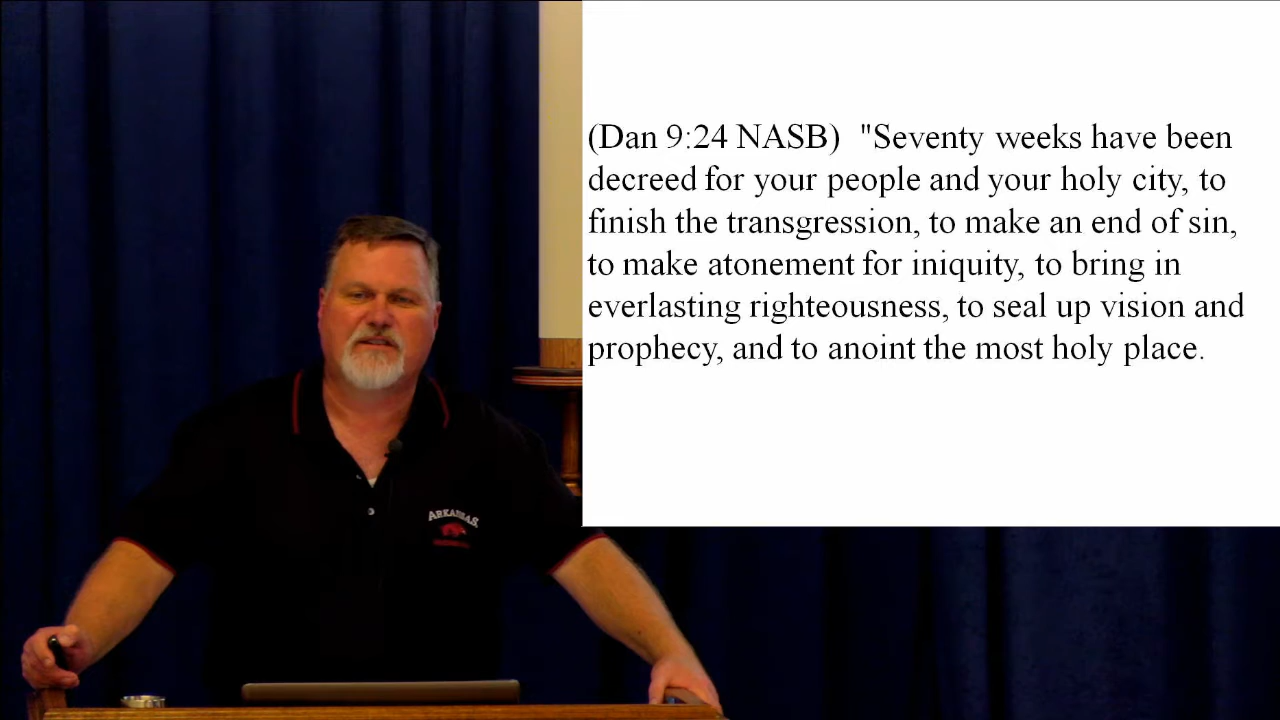 (Dan 9:24 NASB)  "Seventy weeks have been
decreed for your people and your holy city, to
finish the transgression, to make an end of sin,
to make atonement for iniquity, to bring in
everlasting righteousness, to seal up vision and
prophecy, and to anoint the most holy place.
ARKANSAS